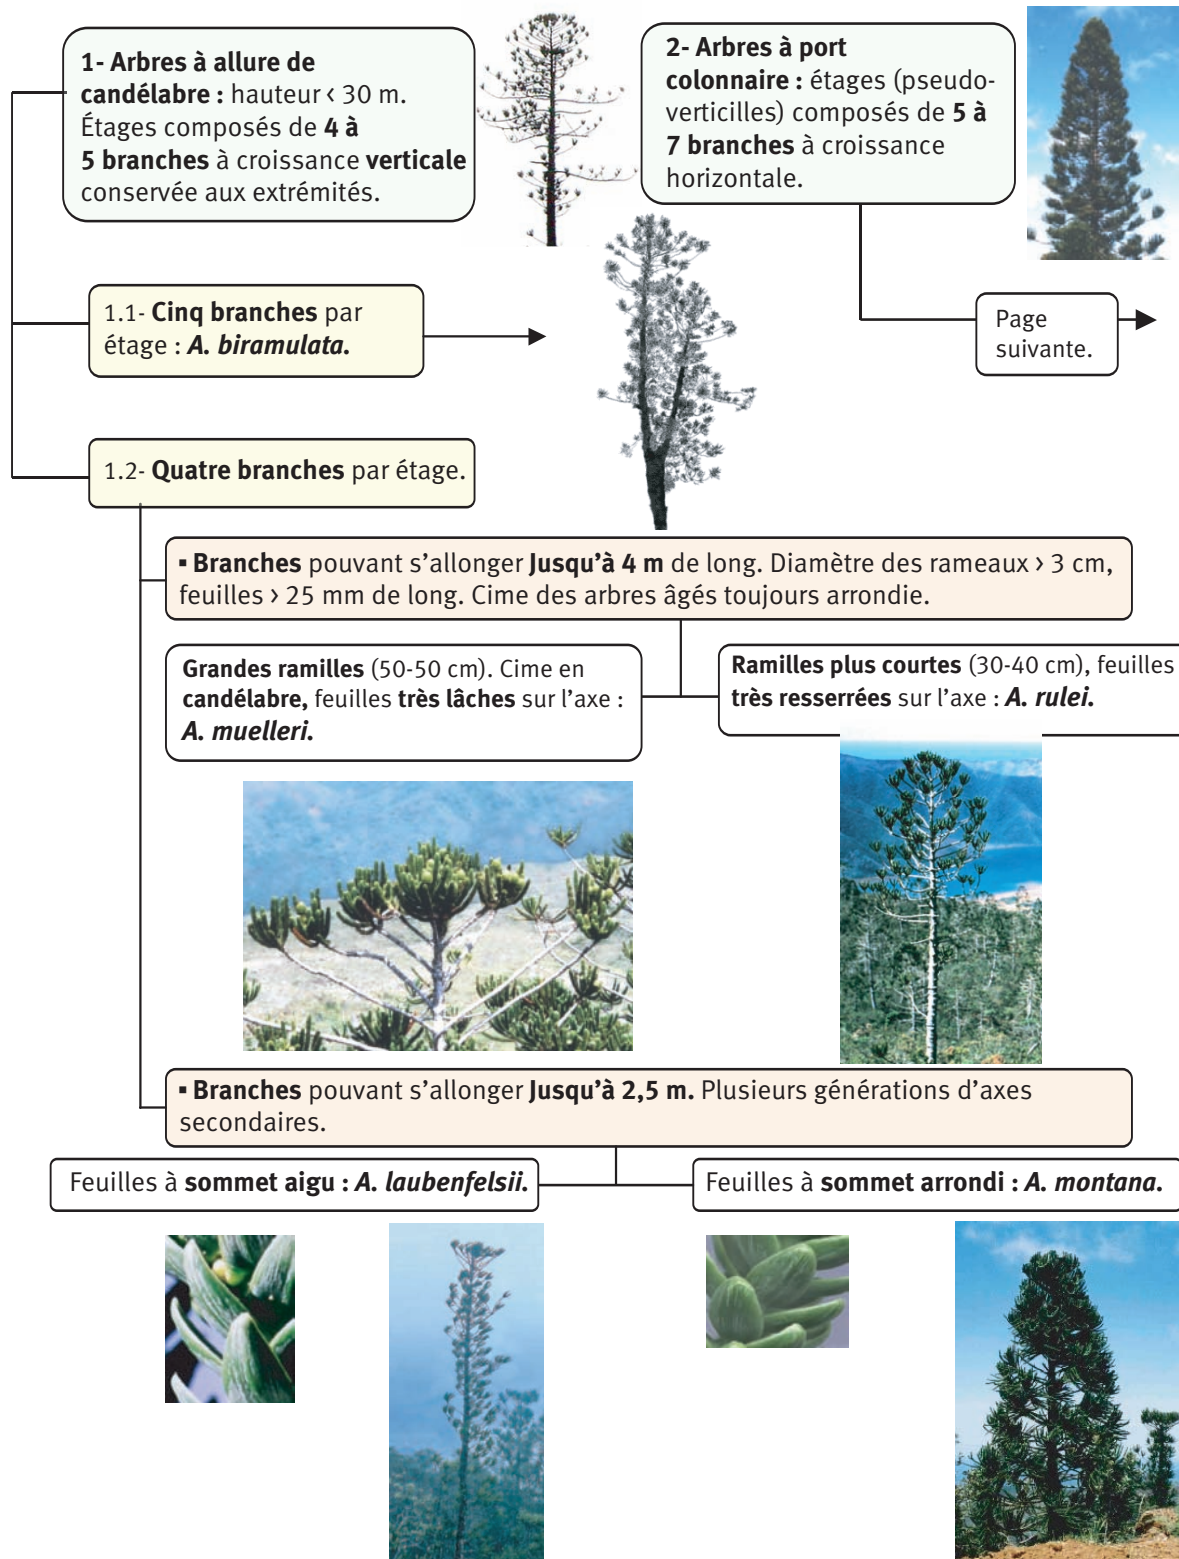 1- Arbres à allure de
candélabre : hauteur < 30 m.
Étages composés de 4 à
5 branches à croissance verticale
conservée aux extrémités.
2- Arbres à port
colonnaire : étages (pseudo-
verticilles) composés de 5 à
7 branches à croissance
horizontale.
1.1- Cinq branches par
étage : A. biramulata.
Page
suivante.
1.2- Quatre branches par étage.
▪ Branches pouvant s’allonger Jusqu’à 4 m de long. Diamètre des rameaux > 3 cm,
feuilles > 25 mm de long. Cime des arbres âgés toujours arrondie.
Grandes ramilles (50-50 cm). Cime en
candélabre, feuilles très lâches sur l’axe :
A. muelleri.
Ramilles plus courtes (30-40 cm), feuilles
très resserrées sur l’axe : A. rulei.
▪ Branches pouvant s’allonger Jusqu’à 2,5 m. Plusieurs générations d’axes
secondaires.
Feuilles à sommet aigu : A. laubenfelsii.
Feuilles à sommet arrondi : A. montana.